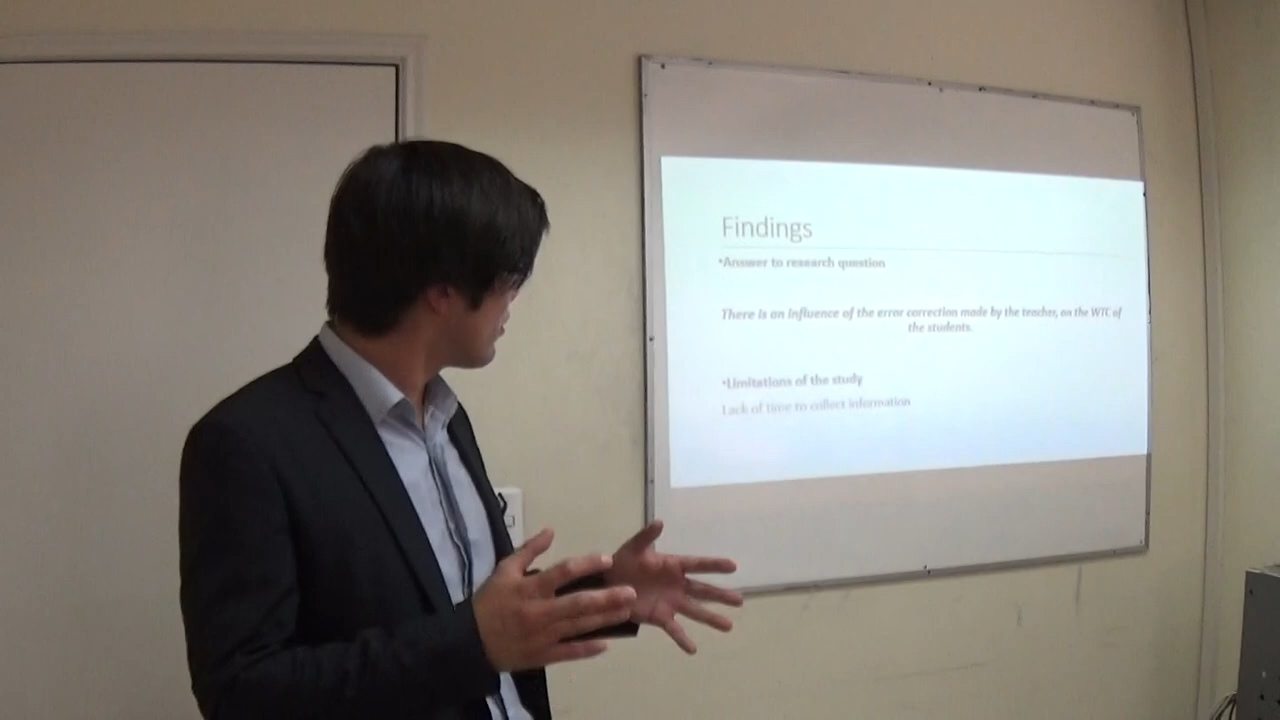 Findings
•Answer to research question
There is an influence of the error correction made by the teacher, on the WTC of
the students.
•Limitations of the study
Lack of time to collect information